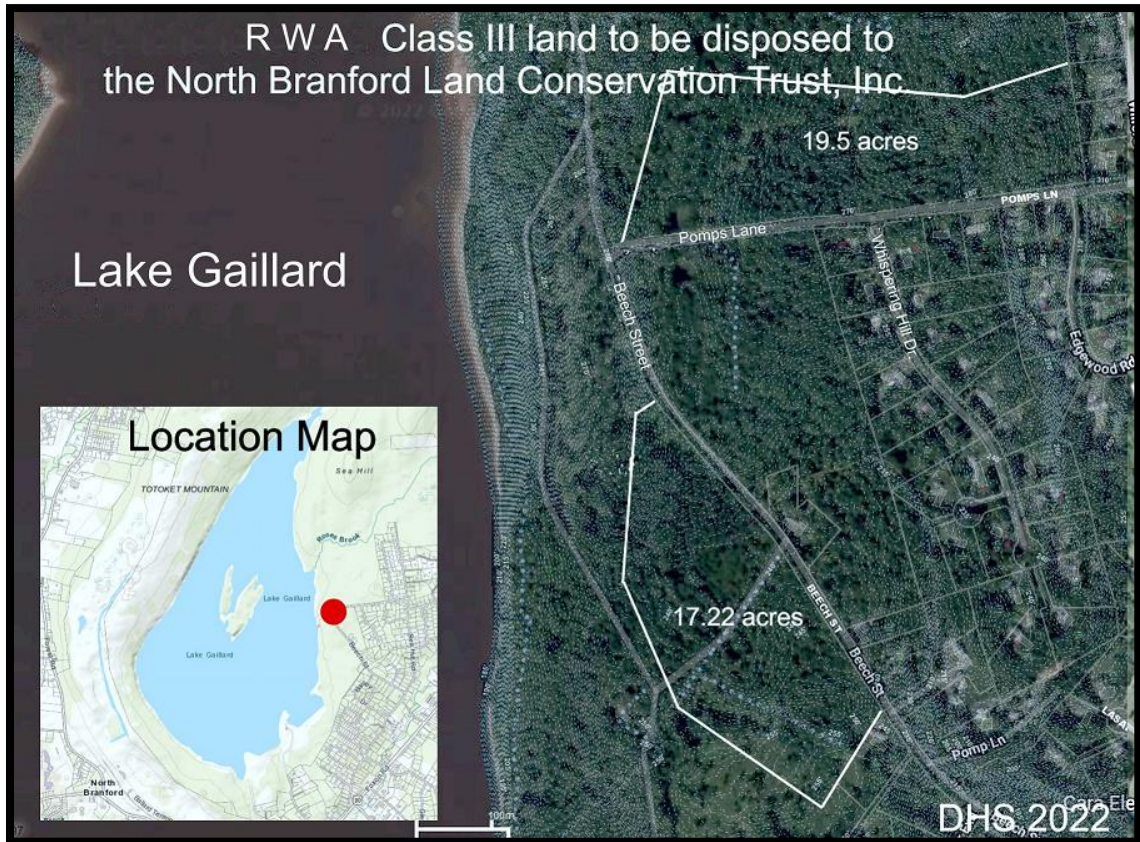 R W A Class III land to be disposed to
the North Branford Land Conservation Trust, Inc.
© 2022
19.5 acres
POMPS LN
Pomps Lane
Whispering Hill Dr.
Lake Gaillard
Beech Street
Edgewood Rd
Location Map
Sea Hill
TOTOKET MOUNTAIN
Lake Gaillard
Lake Gaillard
North
Branford
17.22 acres
BEECH ST
Beech St
Pomp Ln
100m
DHS 2022